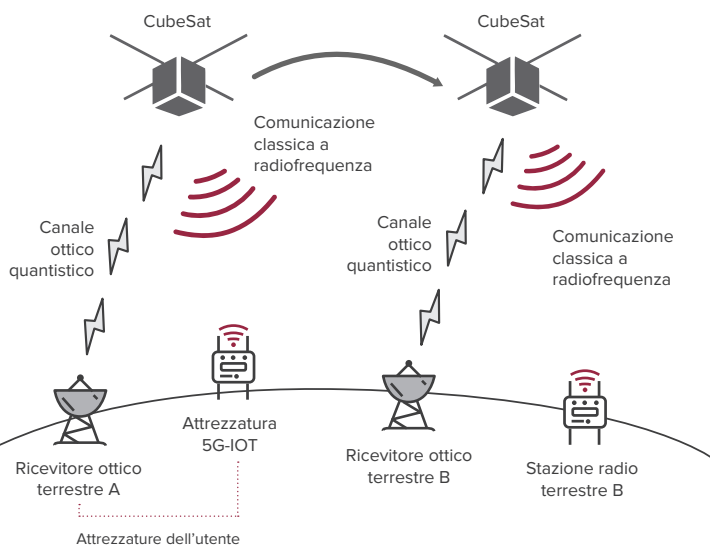 CubeSat
CubeSat
Comunicazione
classica a
radiofrequenza
Canale
ottico
quantistico
Canale
ottico
quantistico
Comunicazione
classica a
radiofrequenza
Attrezzatura
5G-IOT
Ricevitore ottico
terrestre A
Ricevitore ottico
terrestre B
Stazione radio
terrestre B
Attrezzature dell’utente